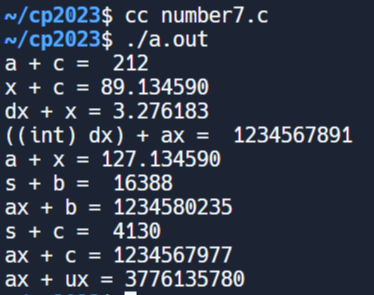 ~/cp2023$ cc number7.c
~/cp2023$ ./a.out
a + c =  212
x + c = 89.134590
dx + x = 3.276183
((int) dx) + ax =  1234567891
a + x = 127.134590
s + b =  16388
ax + b = 1234580235
s + c =  4130
ax + c = 1234567977
ax + ux = 3776135780